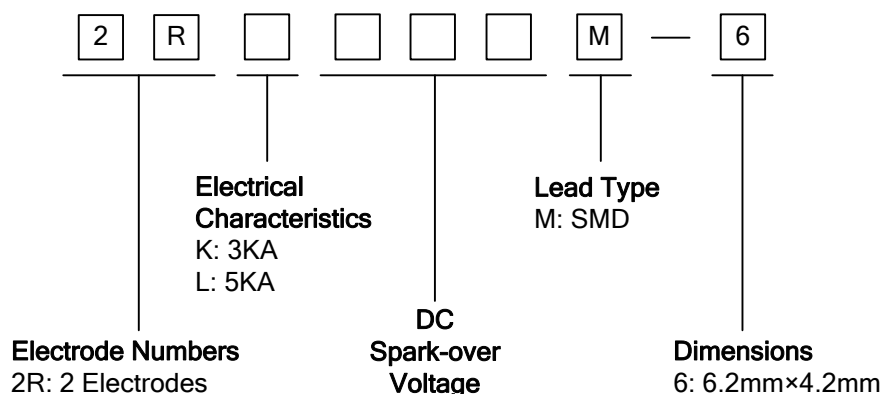 2 R M — 6
Electrical
Characteristics
K: 3KA
L: 5KA
Lead Type
M: SMD
Electrode Numbers
2R: 2 Electrodes
DC
Spark-over
Voltage
Dimensions
6: 6.2mm×4.2mm